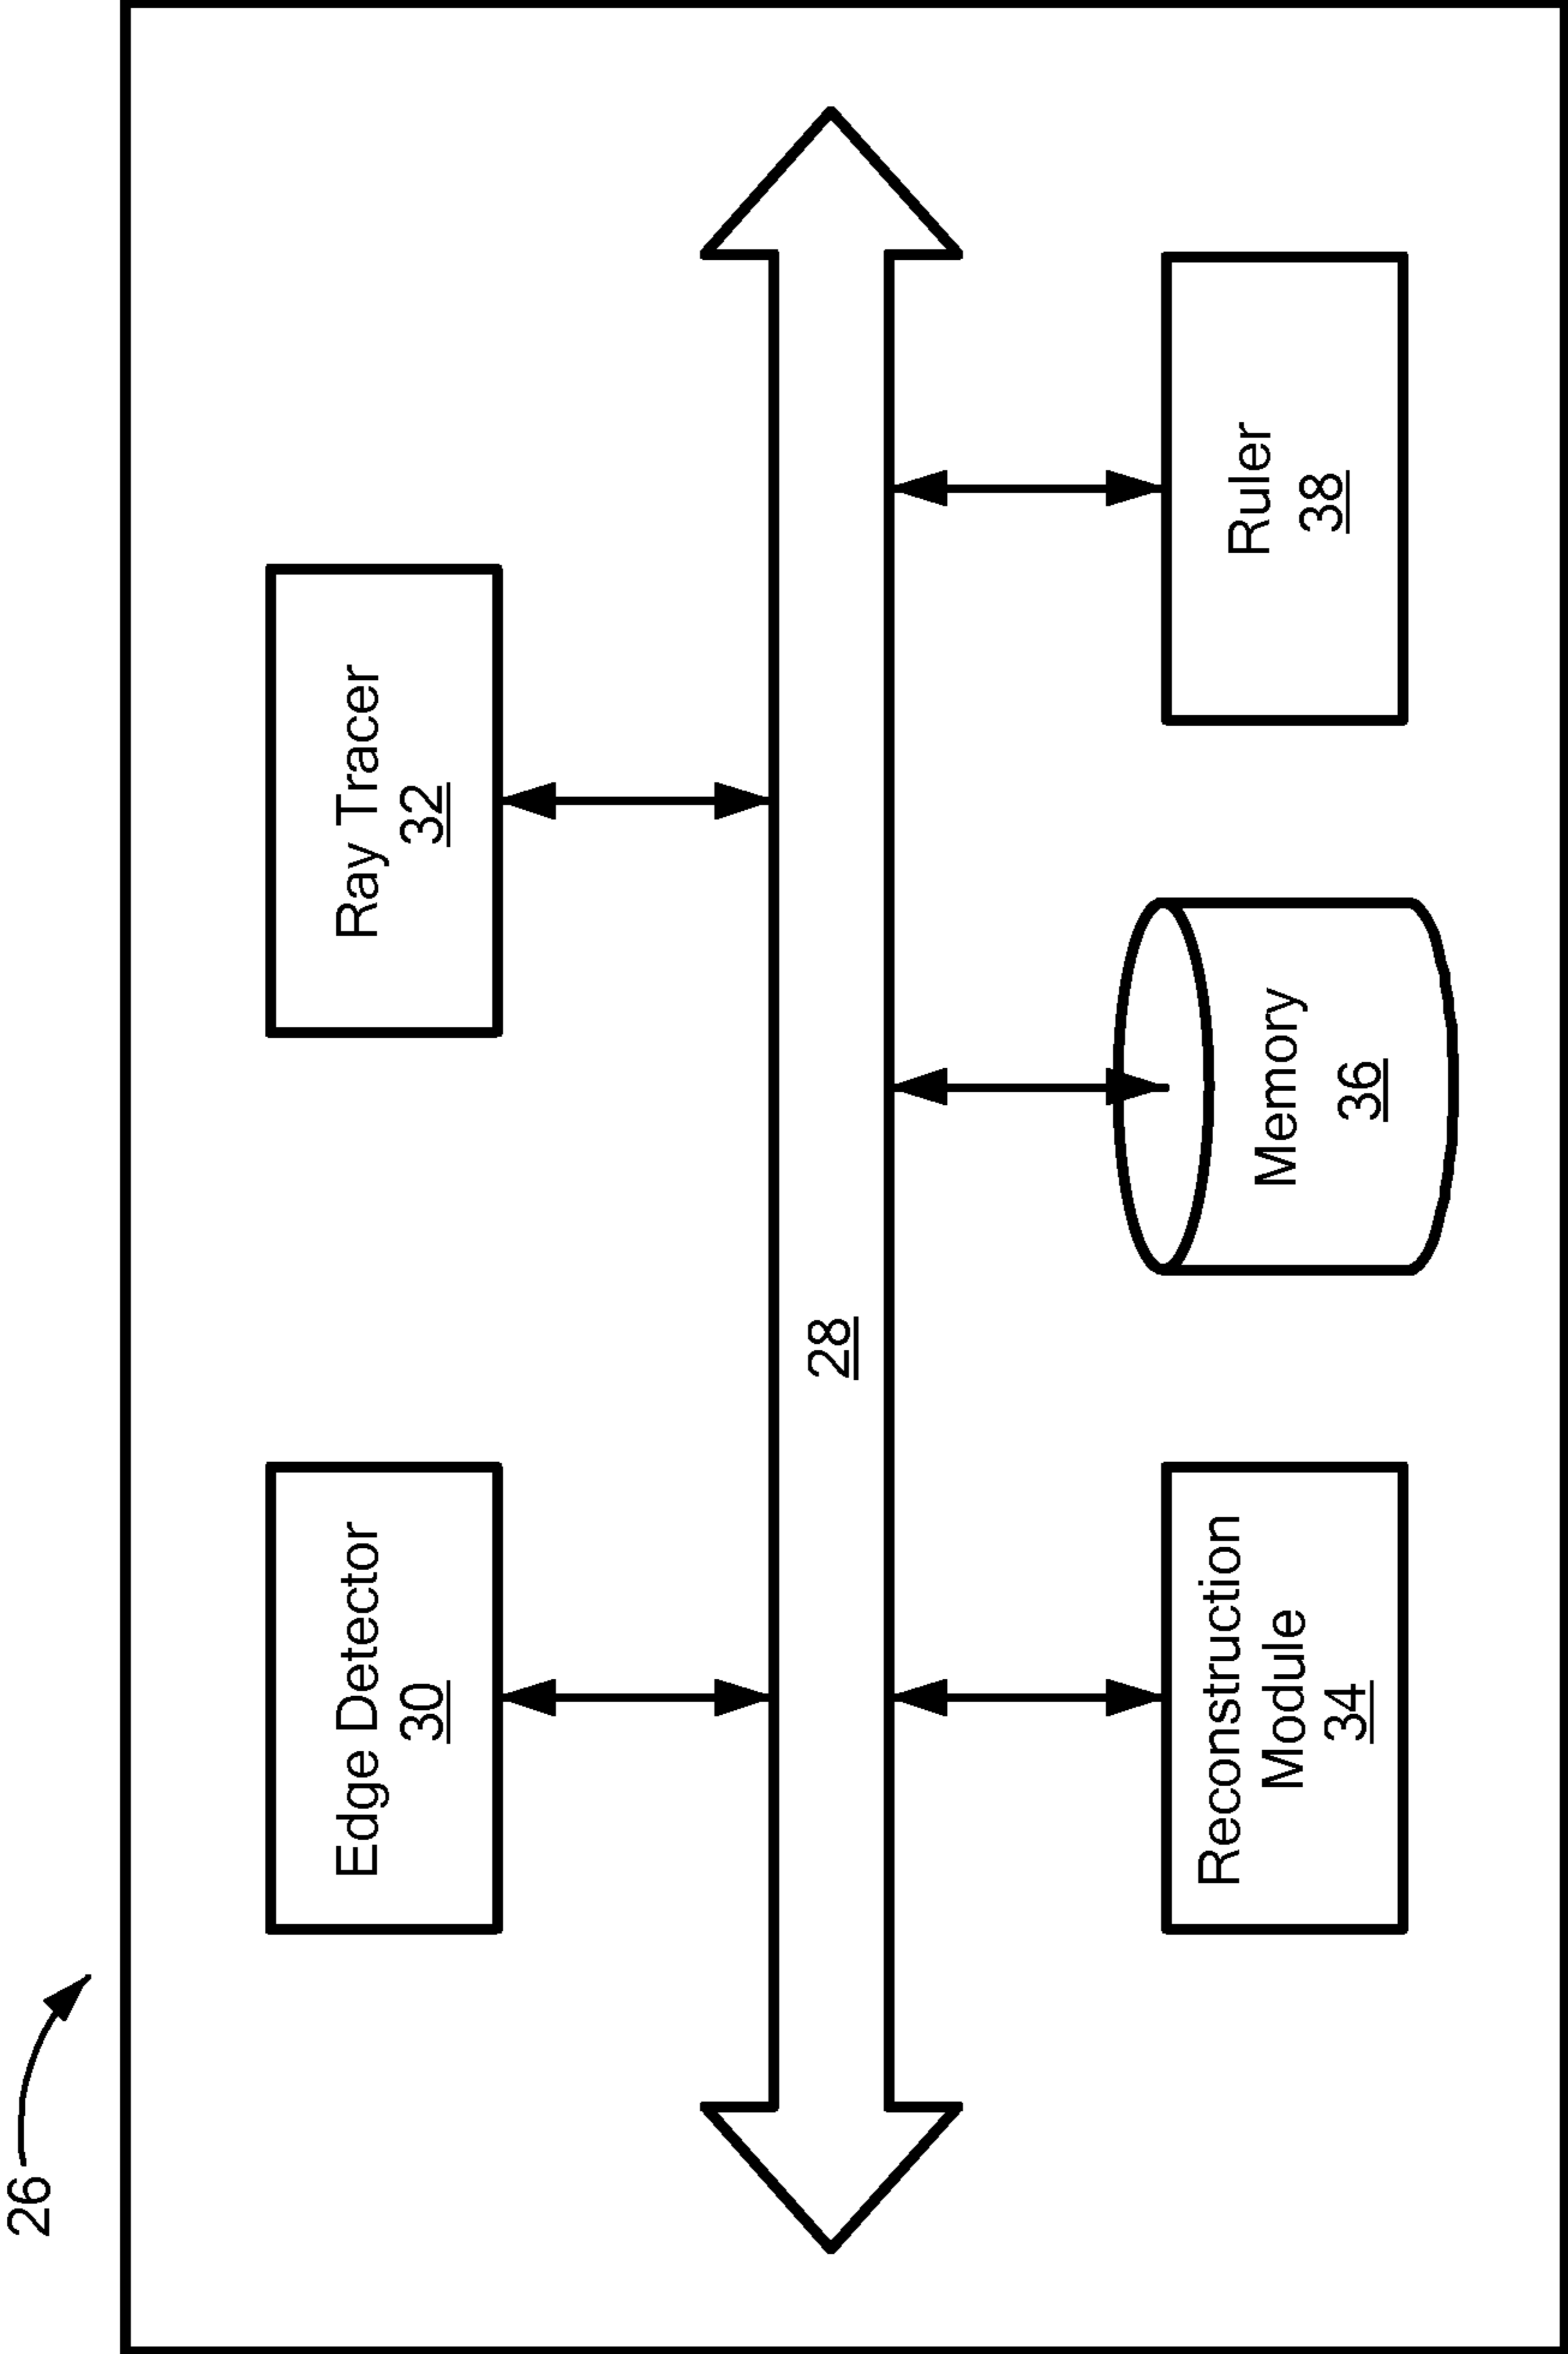 26
Edge Detector
30
Ray Tracer
32
28
Reconstruction
Module
34
Memory
36
Ruler
38